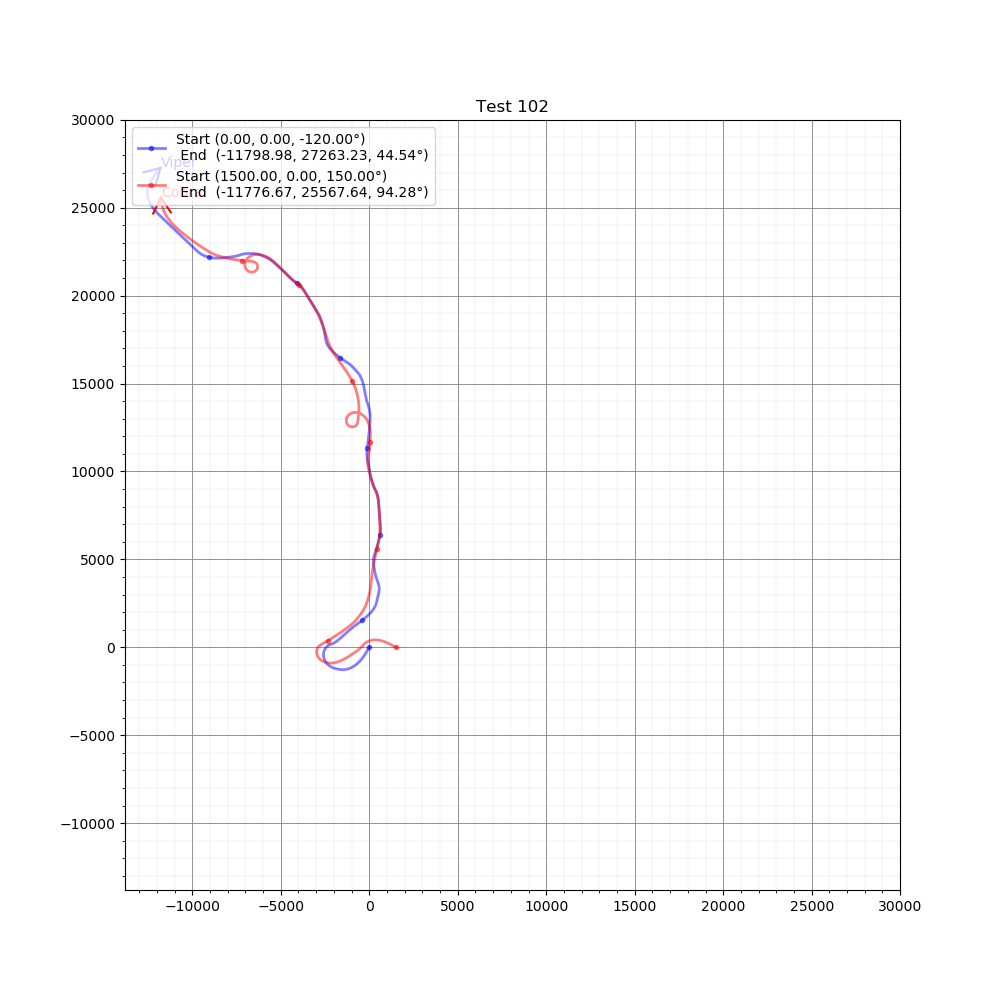 Test 102
30000
25000
20000
15000
10000
5000
0
−5000
−10000
Start (0.00, 0.00, -120.00°)
End (-11798.98, 27263.23, 44.54°)
Start (1500.00, 0.00, 150.00°)
End (-11776.67, 25567.64, 94.28°)
Viper
−10000 −5000 0 5000 10000 15000 20000 25000 30000